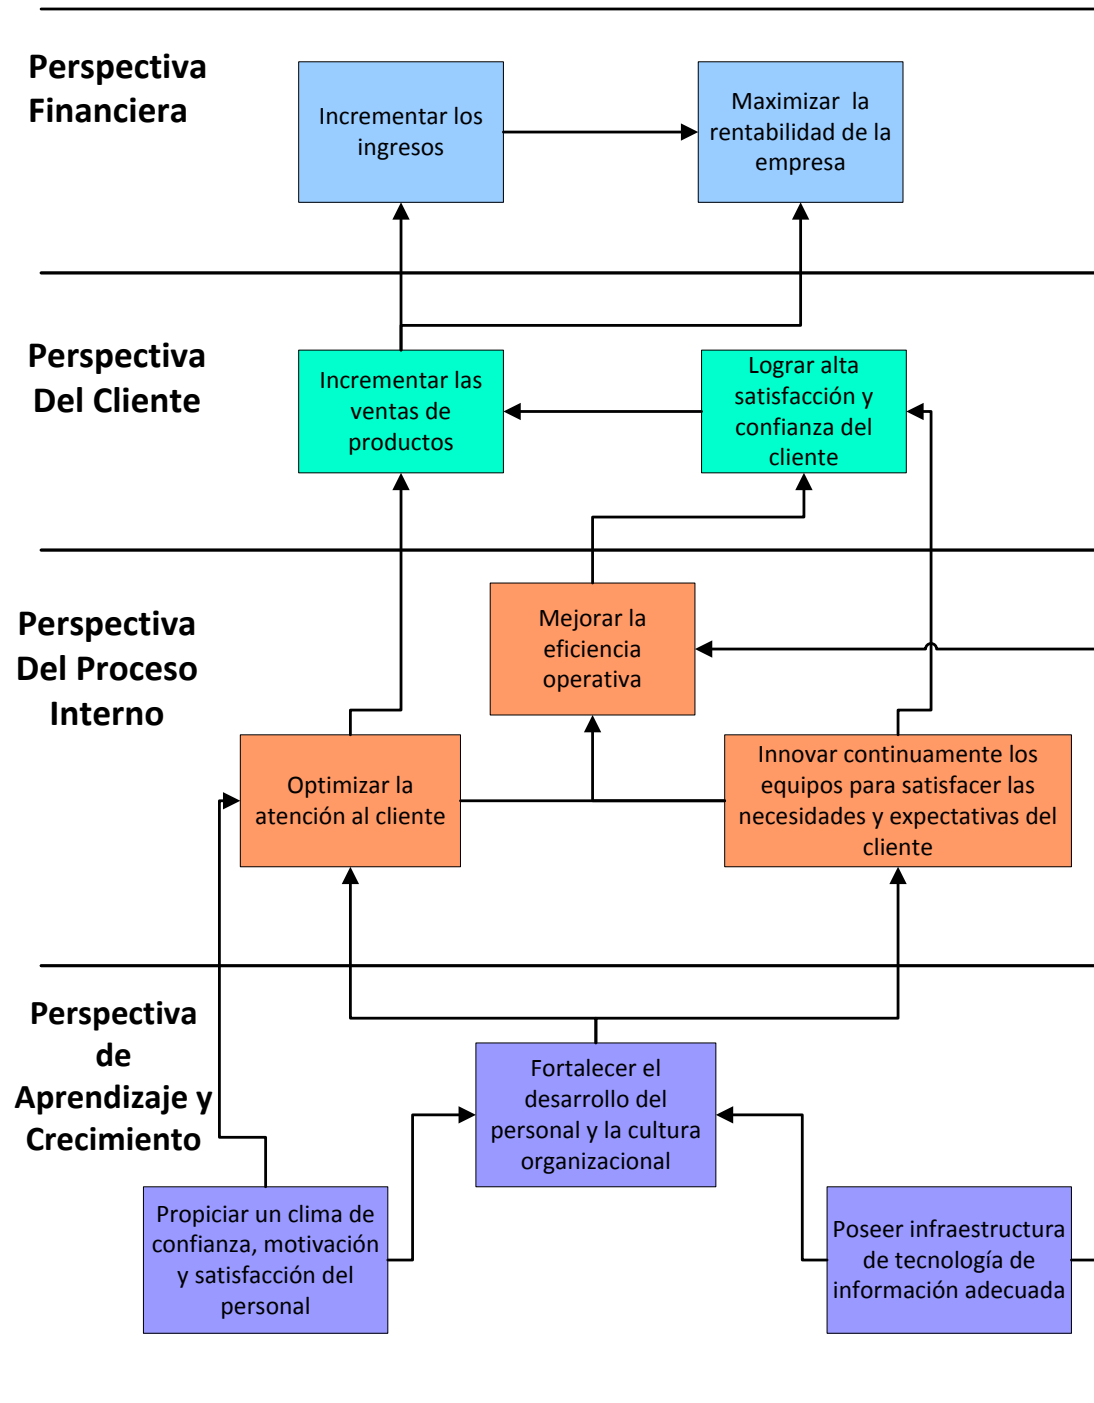 Perspectiva
Financiera
Incrementar los
ingresos
Maximizar  la
rentabilidad de la
empresa
Perspectiva
Del Cliente
Incrementar las
ventas de
productos
Lograr alta
satisfacción y
confianza del
cliente
Perspectiva
Del Proceso
Interno
Mejorar la
eficiencia
operativa
Optimizar la
atención al cliente
Innovar continuamente los
equipos para satisfacer las
necesidades y expectativas del
cliente
Perspectiva
de
Aprendizaje y
Crecimiento
Fortalecer el
desarrollo del
personal y la cultura
organizacional
Propiciar un clima de
confianza, motivación
y satisfacción del
personal
Poseer infraestructura
de tecnología de
información adecuada